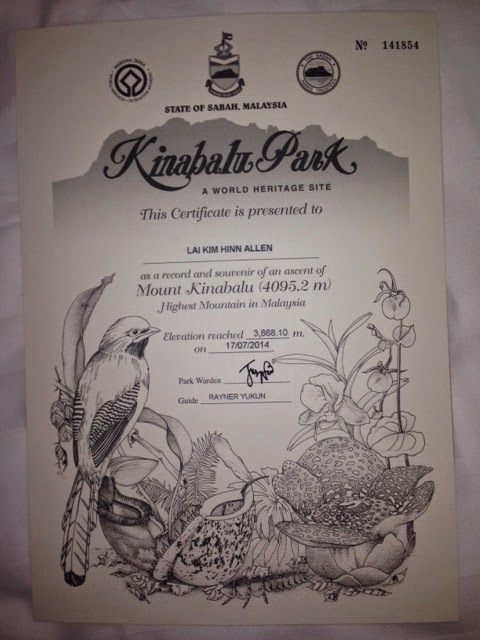 Nº 141854
STATE OF SABAH, MALAYSIA
Kinabalu Park
A WORLD HERITAGE SITE
This Certificate is presented to
LAI KIM HINN ALLEN
as a record and souvenir of an ascent of
Mount Kinabalu (4095.2 m)
Highest Mountain in Malaysia
Elevation reached 3,668.10 m.
on 17/07/2014
Park Warden
Guide RAYNER YUKUN